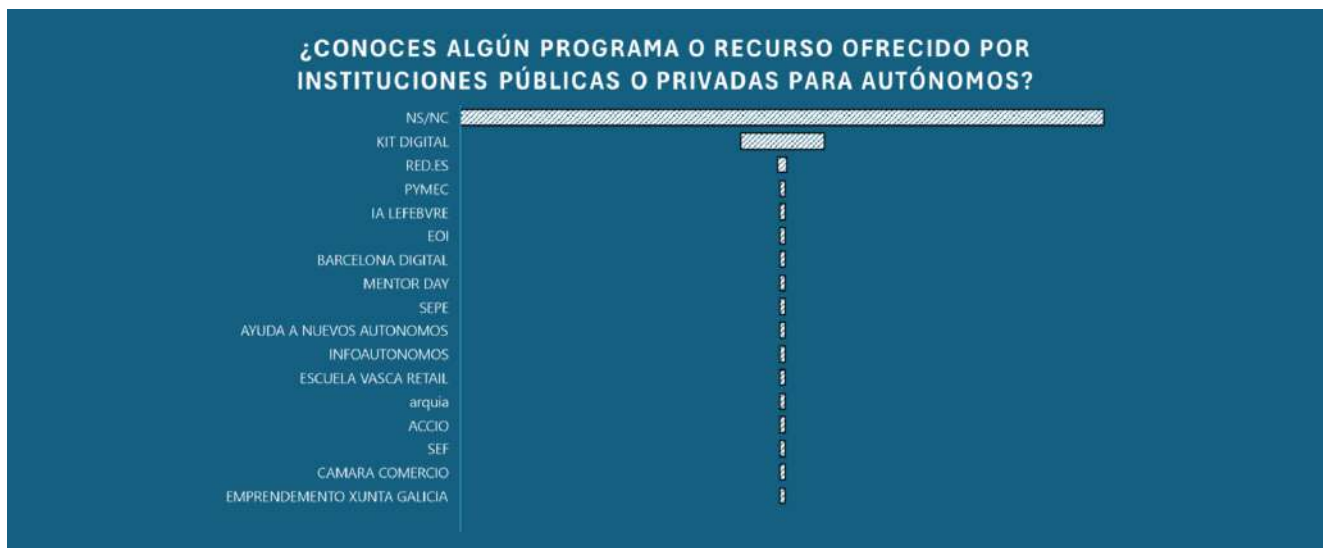 ¿CONOCES ALGÚN PROGRAMA O RECURSO OFRECIDO POR
INSTITUCIONES PÚBLICAS O PRIVADAS PARA AUTÓNOMOS?
NS/NC
KIT DIGITAL
RED.ES
PYMEC
IA LEFEBVRE
EOI
BARCELONA DIGITAL
MENTOR DAY
SEPE
AYUDA A NUEVOS AUTONOMOS
INFOAUTONOMOS
ESCUELA VASCA RETAIL
arquia
ACCIO
SEF
CAMARA COMERCIO
EMPRENDEMENTO XUNTA GALICIA